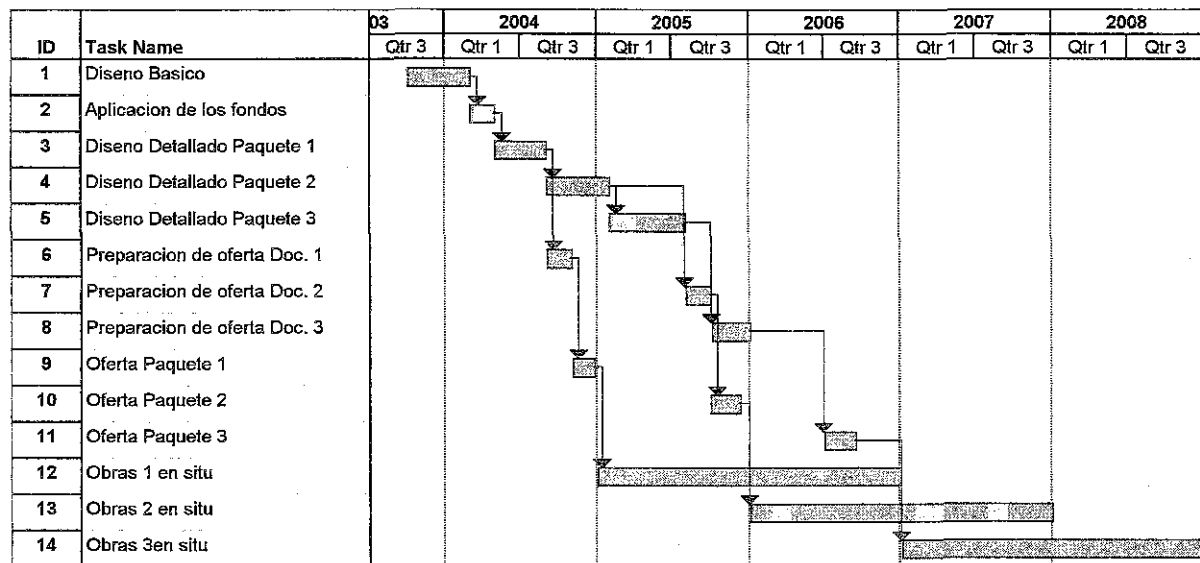 03 2004 2005 2006 2007 2008
ID Task Name Qtr 3 Qtr 1 Qtr 3 Qtr 1 Qtr 3 Qtr 1 Qtr 3 Qtr 1 Qtr 3 Qtr 1 Qtr 3
1 Diseno Basico
2 Aplicacion de los fondos
3 Diseno Detallado Paquete 1
4 Diseno Detallado Paquete 2
5 Diseno Detallado Paquete 3
6 Preparacion de oferta Doc. 1
7 Preparacion de oferta Doc. 2
8 Preparacion de oferta Doc. 3
9 Oferta Paquete 1
10 Oferta Paquete 2
11 Oferta Paquete 3
12 Obras 1 en situ
13 Obras 2 en situ
14 Obras 3en situ